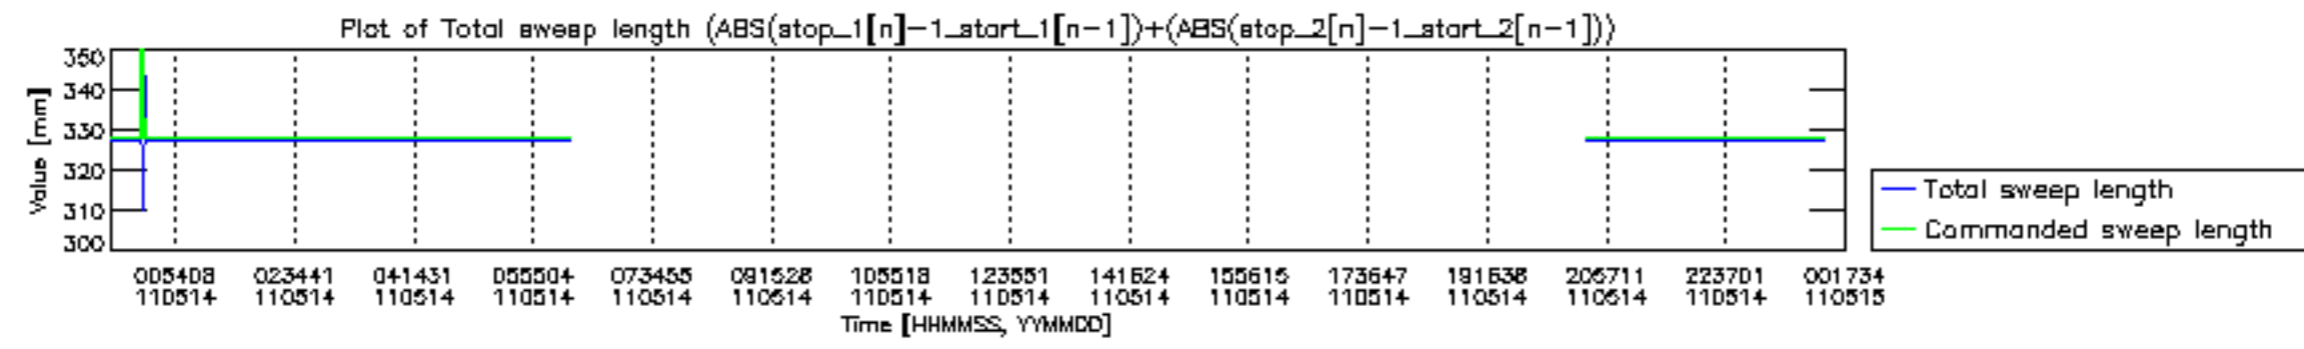 Plot of Total sweep length (ABS(stop_1[n]-1_start_1[n-1])+(ABS(stop_2[n]-1_start_2[n-1]))
350
340
330
320
310
300
Value [mm]
Total sweep length
Commanded sweep length
005408 023441 041431 055504 073455 091528 105518 123551 141624 155615 173647 191638 205711 223701 001734
110514 110514 110514 110514 110514 110514 110514 110514 110514 110514 110514 110514 110514 110514 110515
Time [HHMMSS, YYMMDD]